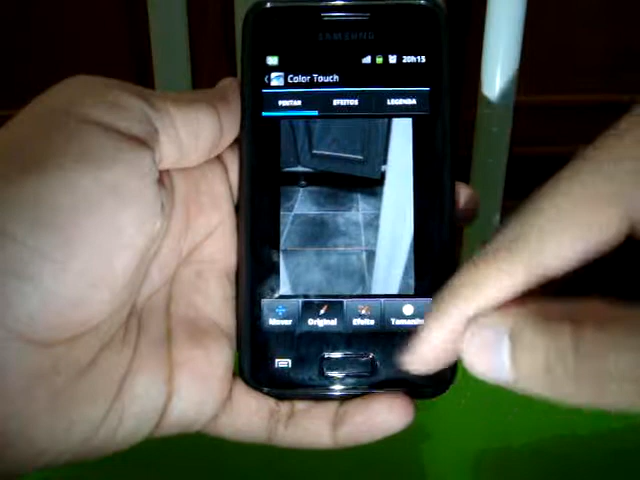 SAMSUNG
20h15
Color Touch
PINTAR EFEITOS LEGENDA
Mover Original Efeito Tamanho